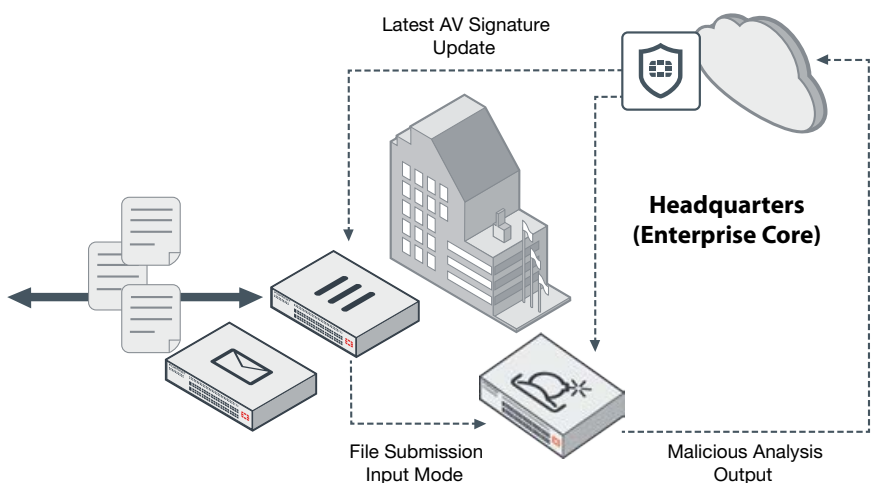 Latest AV Signature
Update
Headquarters
(Enterprise Core)
File Submission
Input Mode
Malicious Analysis
Output